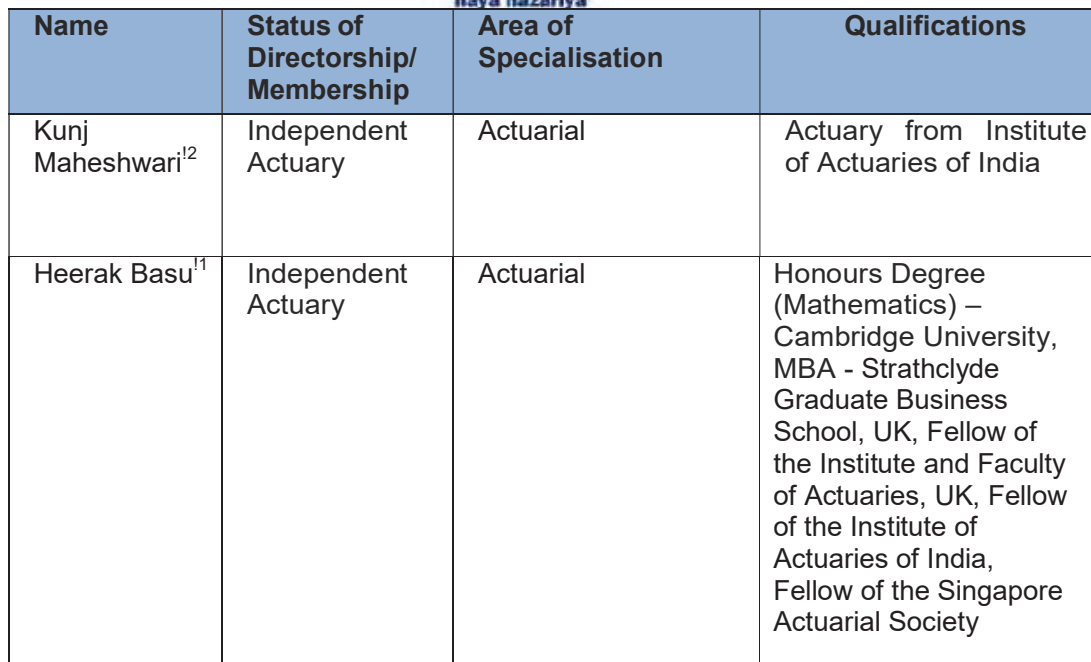 naya nazariya
Name
Status of
Directorship/
Membership
Area of
Specialisation
Qualifications
Kunj
Maheshwari!2
Independent
Actuary
Actuarial
Actuary from Institute
of Actuaries of India
Heerak Basu!1
Independent
Actuary
Actuarial
Honours Degree
(Mathematics) –
Cambridge University,
MBA - Strathclyde
Graduate Business
School, UK, Fellow of
the Institute and Faculty
of Actuaries, UK, Fellow
of the Institute of
Actuaries of India,
Fellow of the Singapore
Actuarial Society